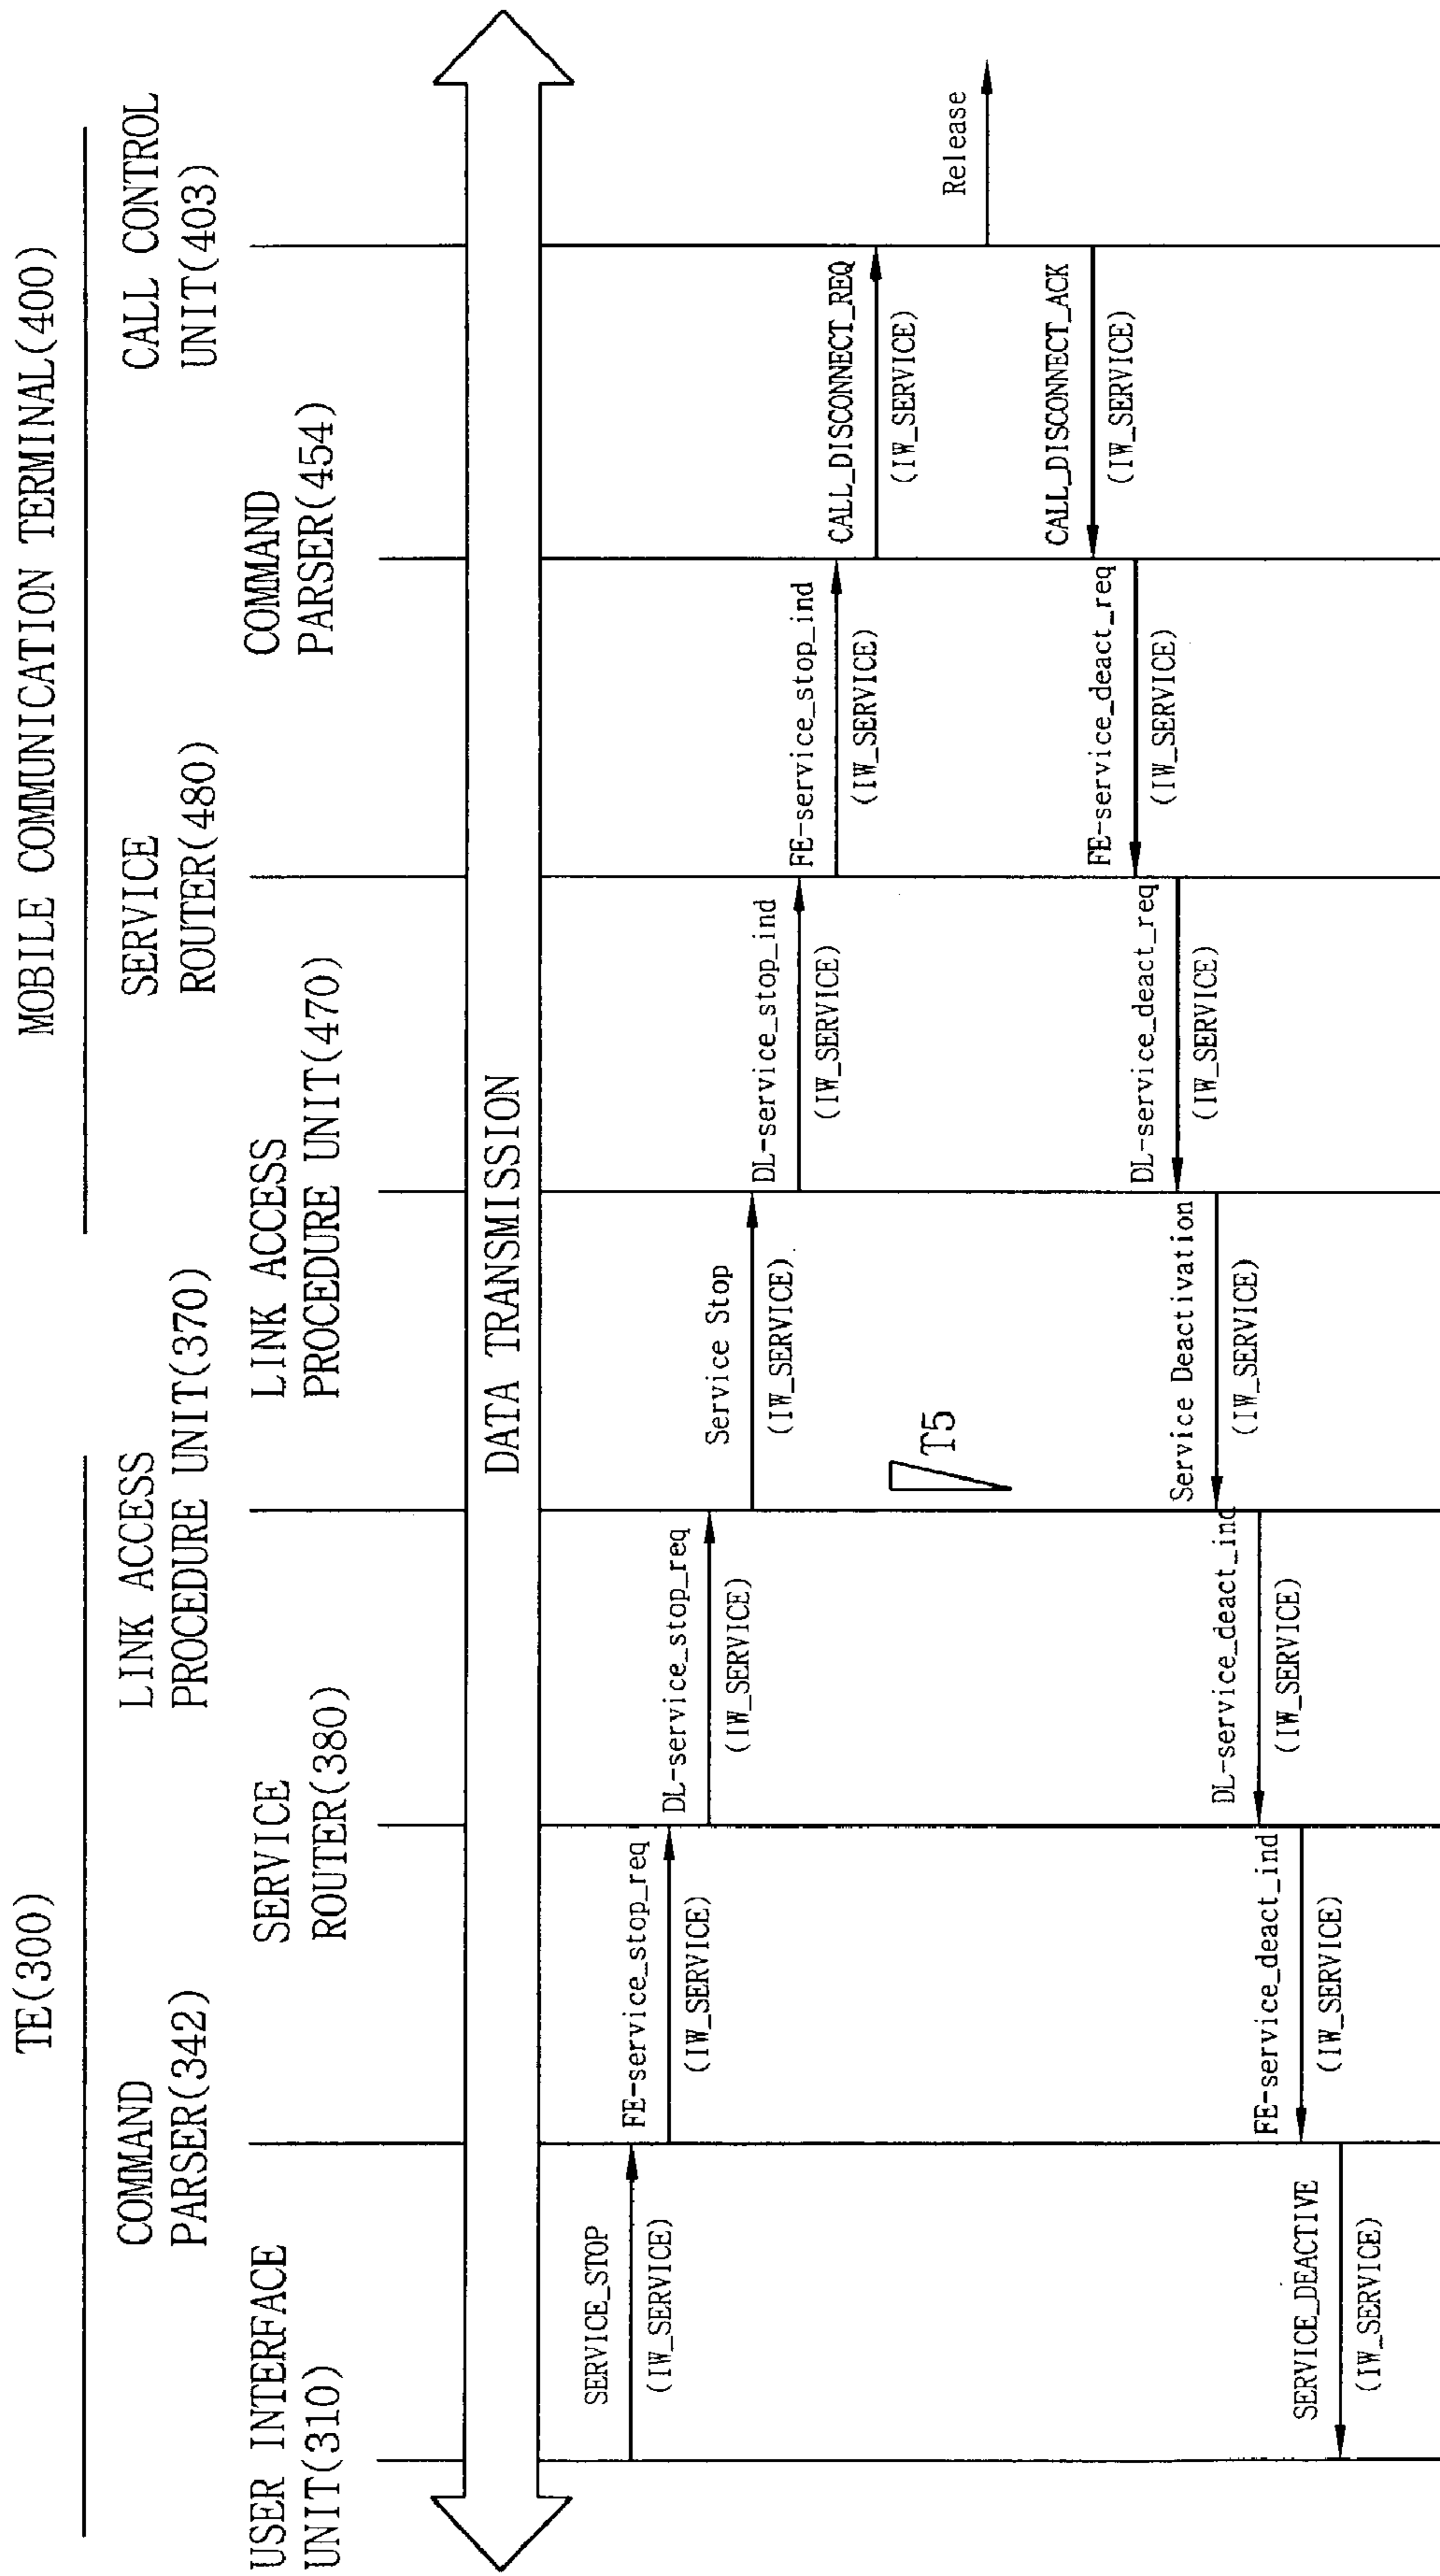 TE(300)
MOBILE COMMUNICATION TERMINAL(400)
COMMAND
PARSER(342)
LINK ACCESS
PROCEDURE UNIT(370)
SERVICE
ROUTER(480)
CALL CONTROL
UNIT(403)
USER INTERFACE
UNIT(310)
SERVICE
ROUTER(380)
LINK ACCESS
PROCEDURE UNIT(470)
COMMAND
PARSER(454)
DATA TRANSMISSION
SERVICE_STOP
(IW_SERVICE)
FE-service_stop_req
(IW_SERVICE)
DL-service_stop_req
(IW_SERVICE)
Service Stop
(IW_SERVICE)
DL-service_stop_ind
(IW_SERVICE)
FE-service_stop_ind
(IW_SERVICE)
CALL_DISCONNECT_REQ
(IW_SERVICE)
T5
Release
CALL_DISCONNECT_ACK
(IW_SERVICE)
FE-service_deact_req
(IW_SERVICE)
DL-service_deact_req
(IW_SERVICE)
Service Deactivation
(IW_SERVICE)
DL-service_deact_ind
(IW_SERVICE)
FE-service_deact_ind
(IW_SERVICE)
SERVICE_DEACTIVE
(IW_SERVICE)